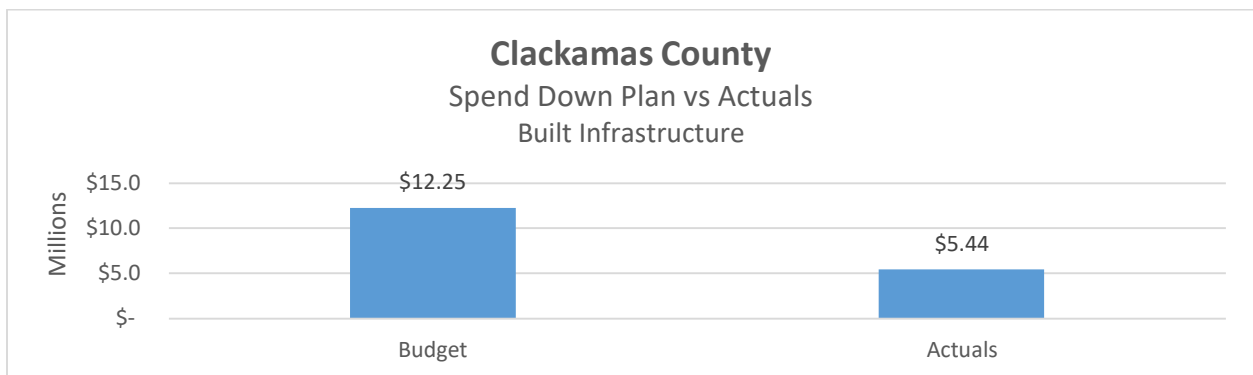 Clackamas County
Spend Down Plan vs Actuals
Built Infrastructure
Millions
$15.0
$10.0
$5.0
$-
$12.25
$5.44
Budget
Actuals